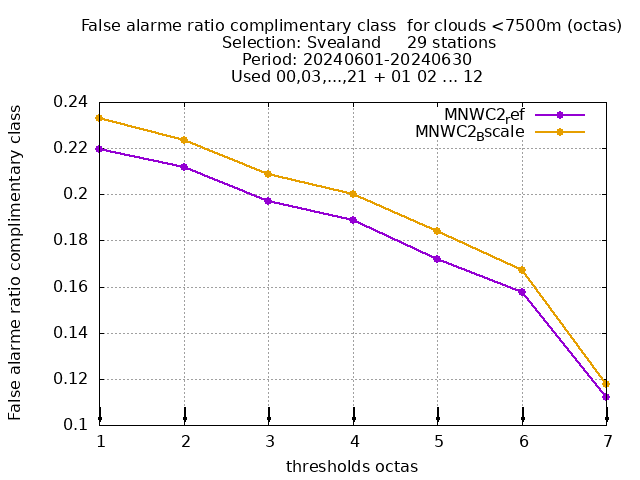 False alarme ratio complimentary class  for clouds <7500m (octas)
Selection: Svealand     29 stations
Period: 20240601-20240630
Used 00,03,...,21 + 01 02 ... 12
MNWC2_ref
MNWC2_Bscale
False alarme ratio complimentary class
0.24
0.22
0.2
0.18
0.16
0.14
0.12
0.1
1 2 3 4 5 6 7
thresholds octas